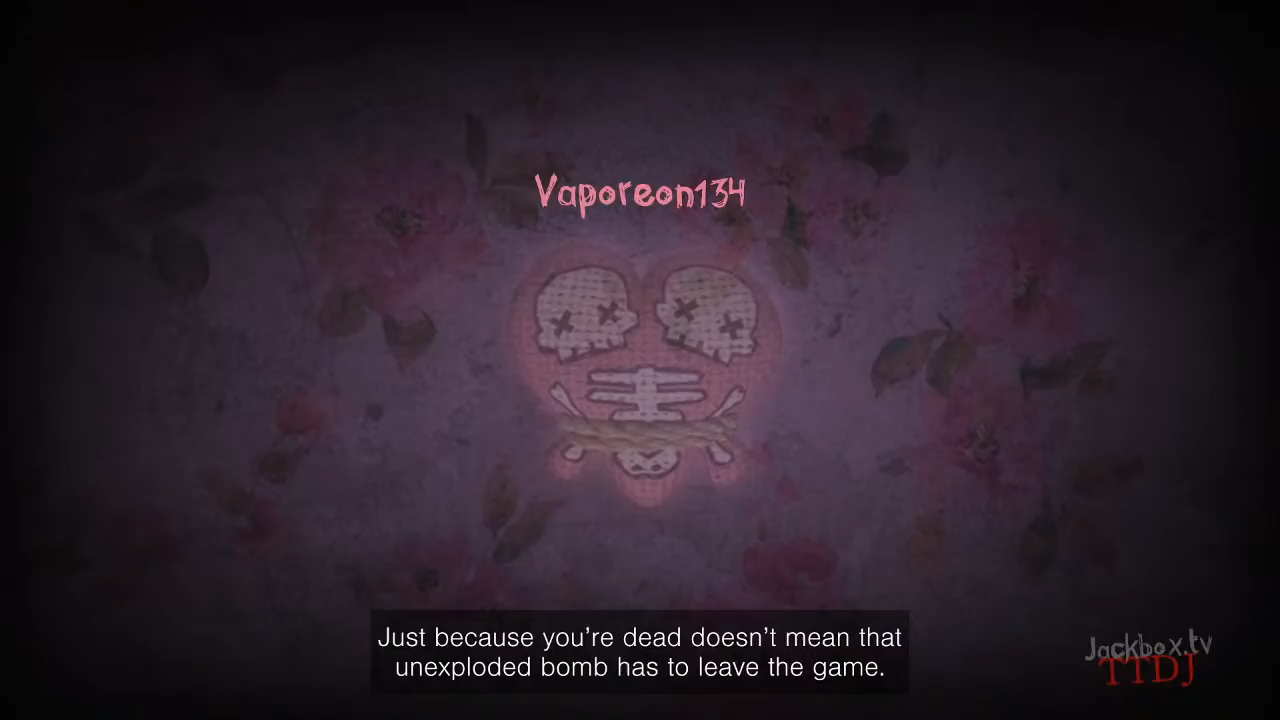 Vaporeon134
Just because you’re dead doesn’t mean that
unexploded bomb has to leave the game.
Jackbox.tv
TTDJ